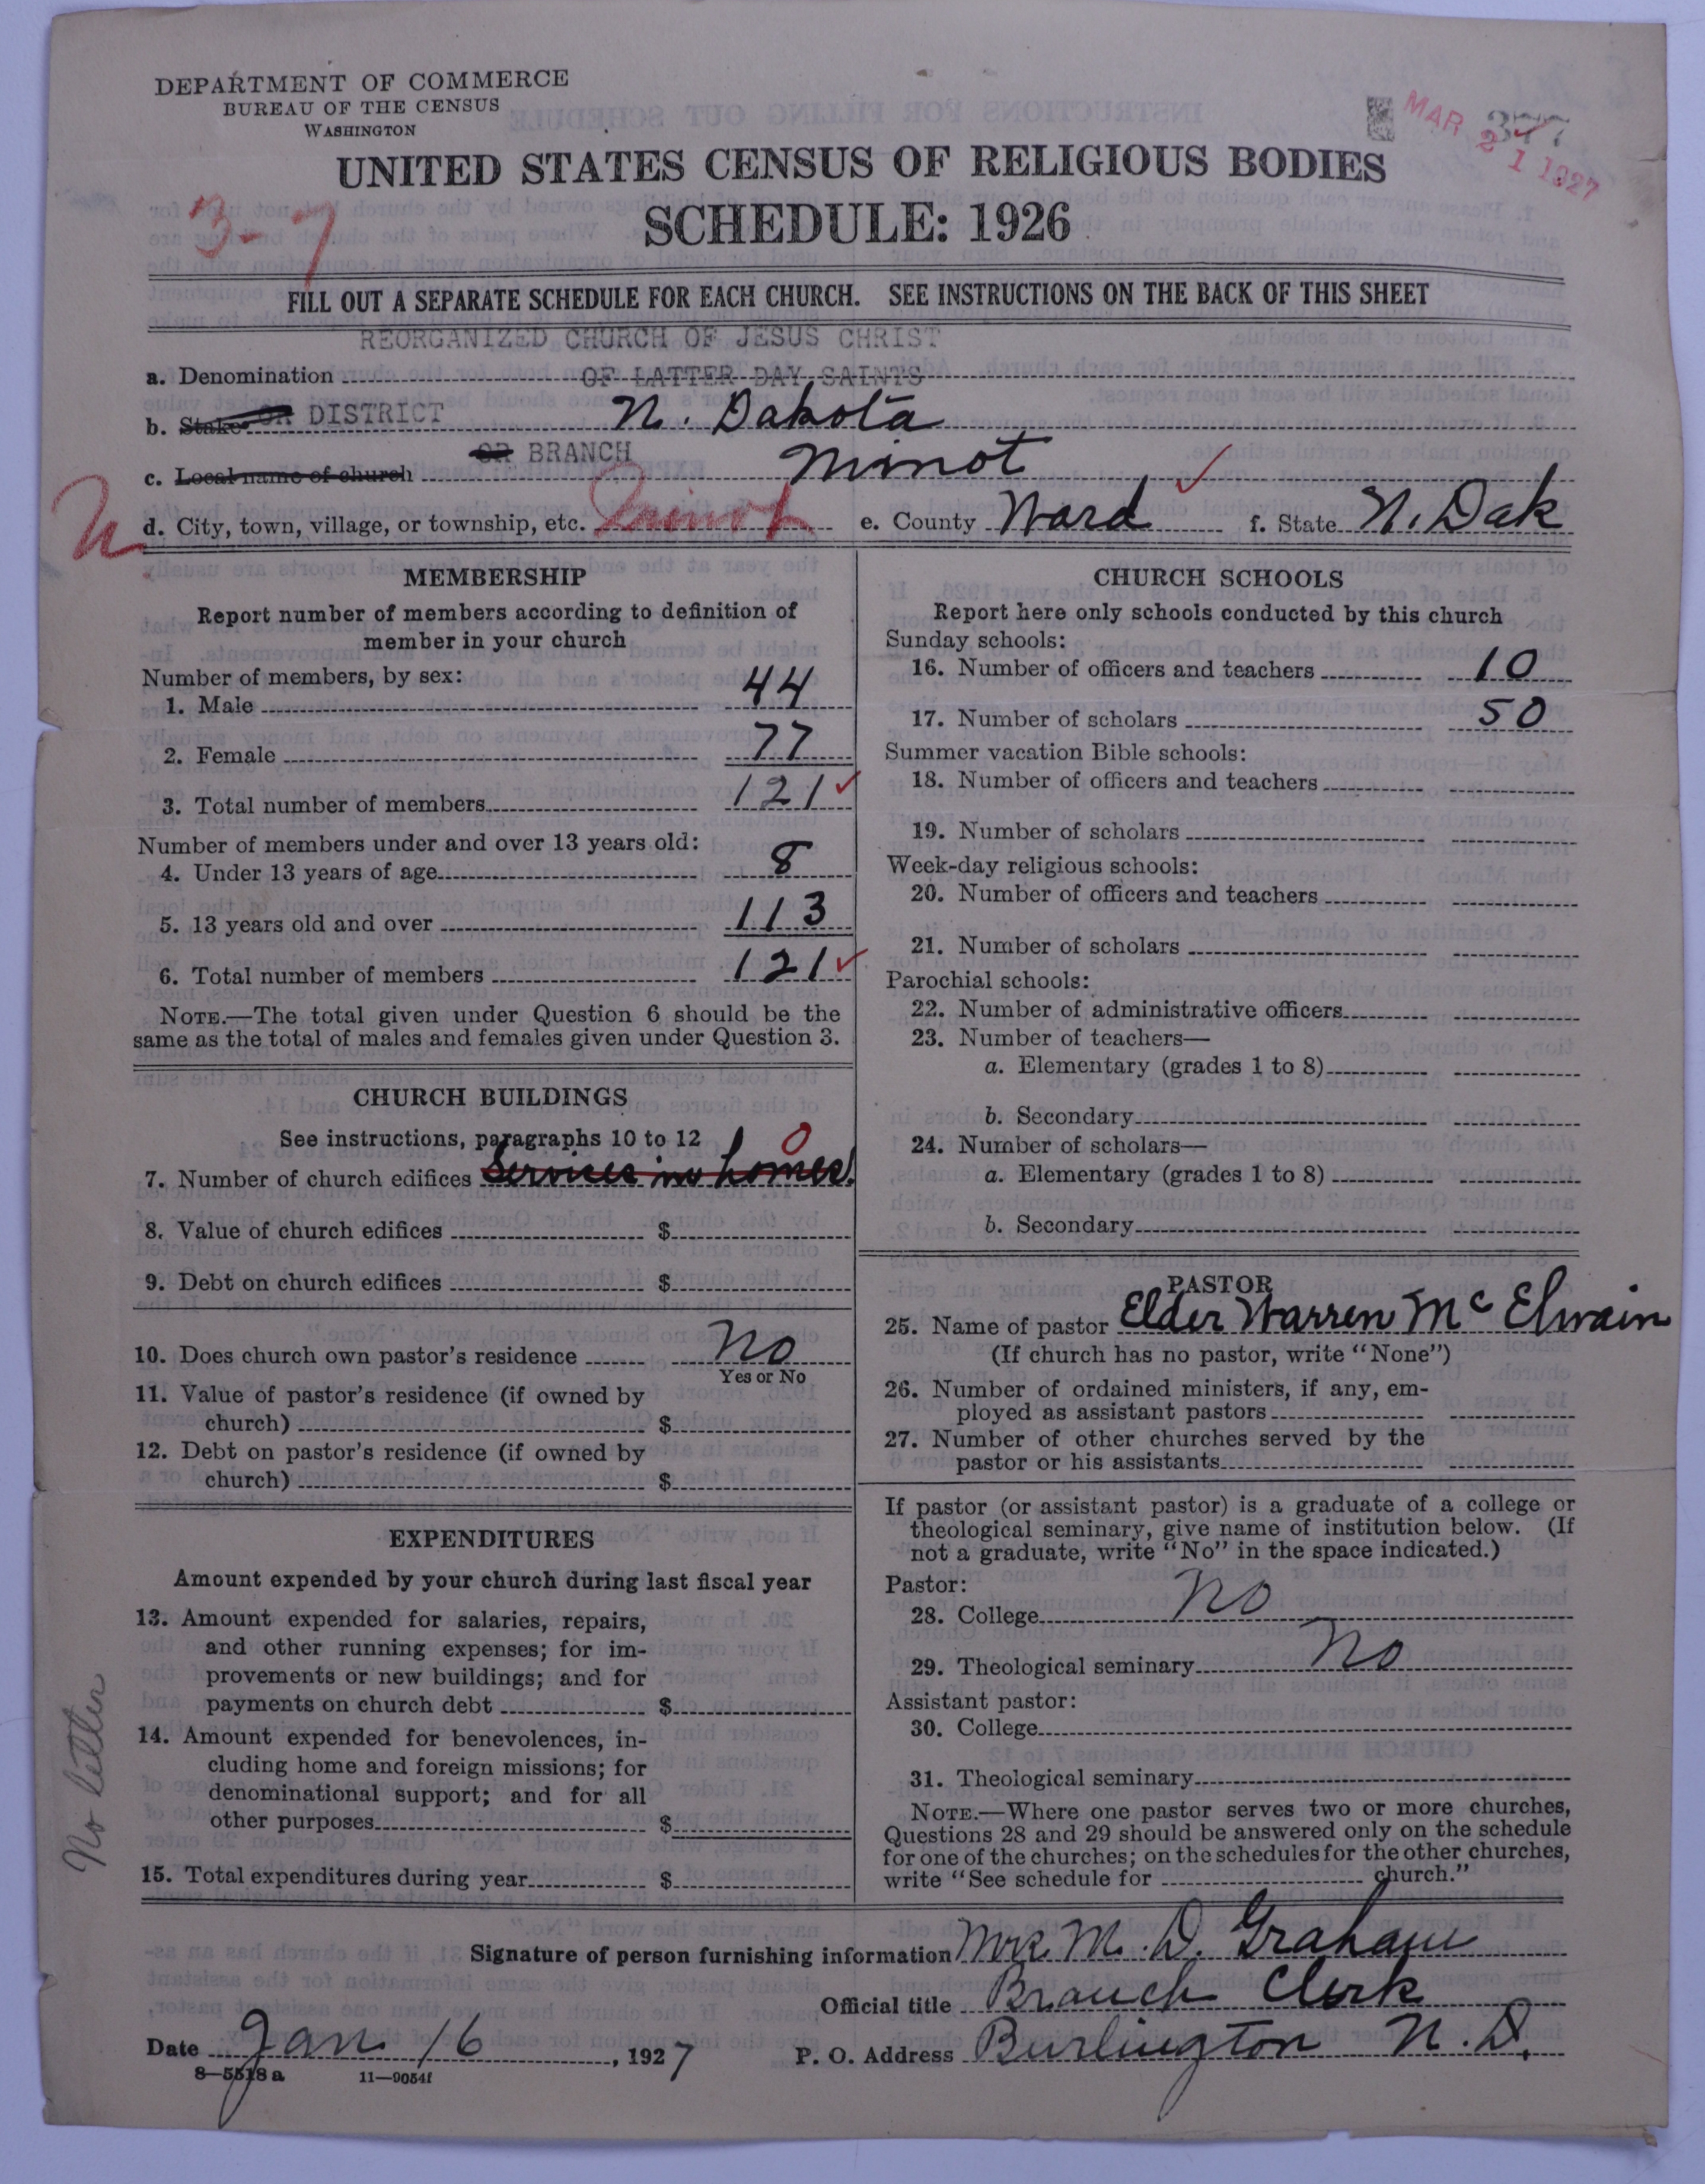 DEPARTMENT OF COMMERCE
BUREAU OF THE CENSUS
WASHINGTON
377
MAR 21 1927
UNITED STATES CENSUS OF RELIGIOUS BODIES
SCHEDULE: 1926
3-7
FILL OUT A SEPARATE SCHEDULE FOR EACH CHURCH. SEE INSTRUCTIONS ON THE BACK OF THIS SHEET
REORGANIZED CHURCH OF JESUS CHRIST
a. Denomination OF LATTER DAY SAINTS
b. Stake OR DISTRICT N. Dakota
OR BRANCH
c. Local name of church Minot
d. City, town, village, or township, etc. Minot e. County Ward f. State N. Dak
MEMBERSHIP
Report number of members according to definition of
member in your church
Number of members, by sex:
1. Male 44
2. Female 77
3. Total number of members 121
Number of members under and over 13 years old:
4. Under 13 years of age 8
5. 13 years old and over 113
6. Total number of members 121
NOTE.—The total given under Question 6 should be the
same as the total of males and females given under Question 3.
CHURCH BUILDINGS
See instructions, paragraphs 10 to 12
7. Number of church edifices Services in homes. 0
8. Value of church edifices $
9. Debt on church edifices $
10. Does church own pastor's residence No
Yes or No
11. Value of pastor's residence (if owned by
church) $
12. Debt on pastor's residence (if owned by
church) $
EXPENDITURES
Amount expended by your church during last fiscal year
13. Amount expended for salaries, repairs,
and other running expenses; for im-
provements or new buildings; and for
payments on church debt $
14. Amount expended for benevolences, in-
cluding home and foreign missions; for
denominational support; and for all
other purposes $
15. Total expenditures during year $
No letter
CHURCH SCHOOLS
Report here only schools conducted by this church
Sunday schools:
16. Number of officers and teachers 10
17. Number of scholars 50
Summer vacation Bible schools:
18. Number of officers and teachers
19. Number of scholars
Week-day religious schools:
20. Number of officers and teachers
21. Number of scholars
Parochial schools:
22. Number of administrative officers
23. Number of teachers—
a. Elementary (grades 1 to 8)
b. Secondary
24. Number of scholars—
a. Elementary (grades 1 to 8)
b. Secondary
PASTOR
25. Name of pastor Elder Warren Mc Elwain
(If church has no pastor, write "None")
26. Number of ordained ministers, if any, em-
ployed as assistant pastors
27. Number of other churches served by the
pastor or his assistants
If pastor (or assistant pastor) is a graduate of a college or
theological seminary, give name of institution below. (If
not a graduate, write "No" in the space indicated.)
Pastor:
28. College No
29. Theological seminary No
Assistant pastor:
30. College
31. Theological seminary
NOTE.—Where one pastor serves two or more churches,
Questions 28 and 29 should be answered only on the schedule
for one of the churches; on the schedules for the other churches,
write "See schedule for church."
Signature of person furnishing information Mrs. M. D. Graham
Official title Branch Clerk
Date Jan 16, 1927 P. O. Address Burlington N. D.
8—5518 a 11—9054f